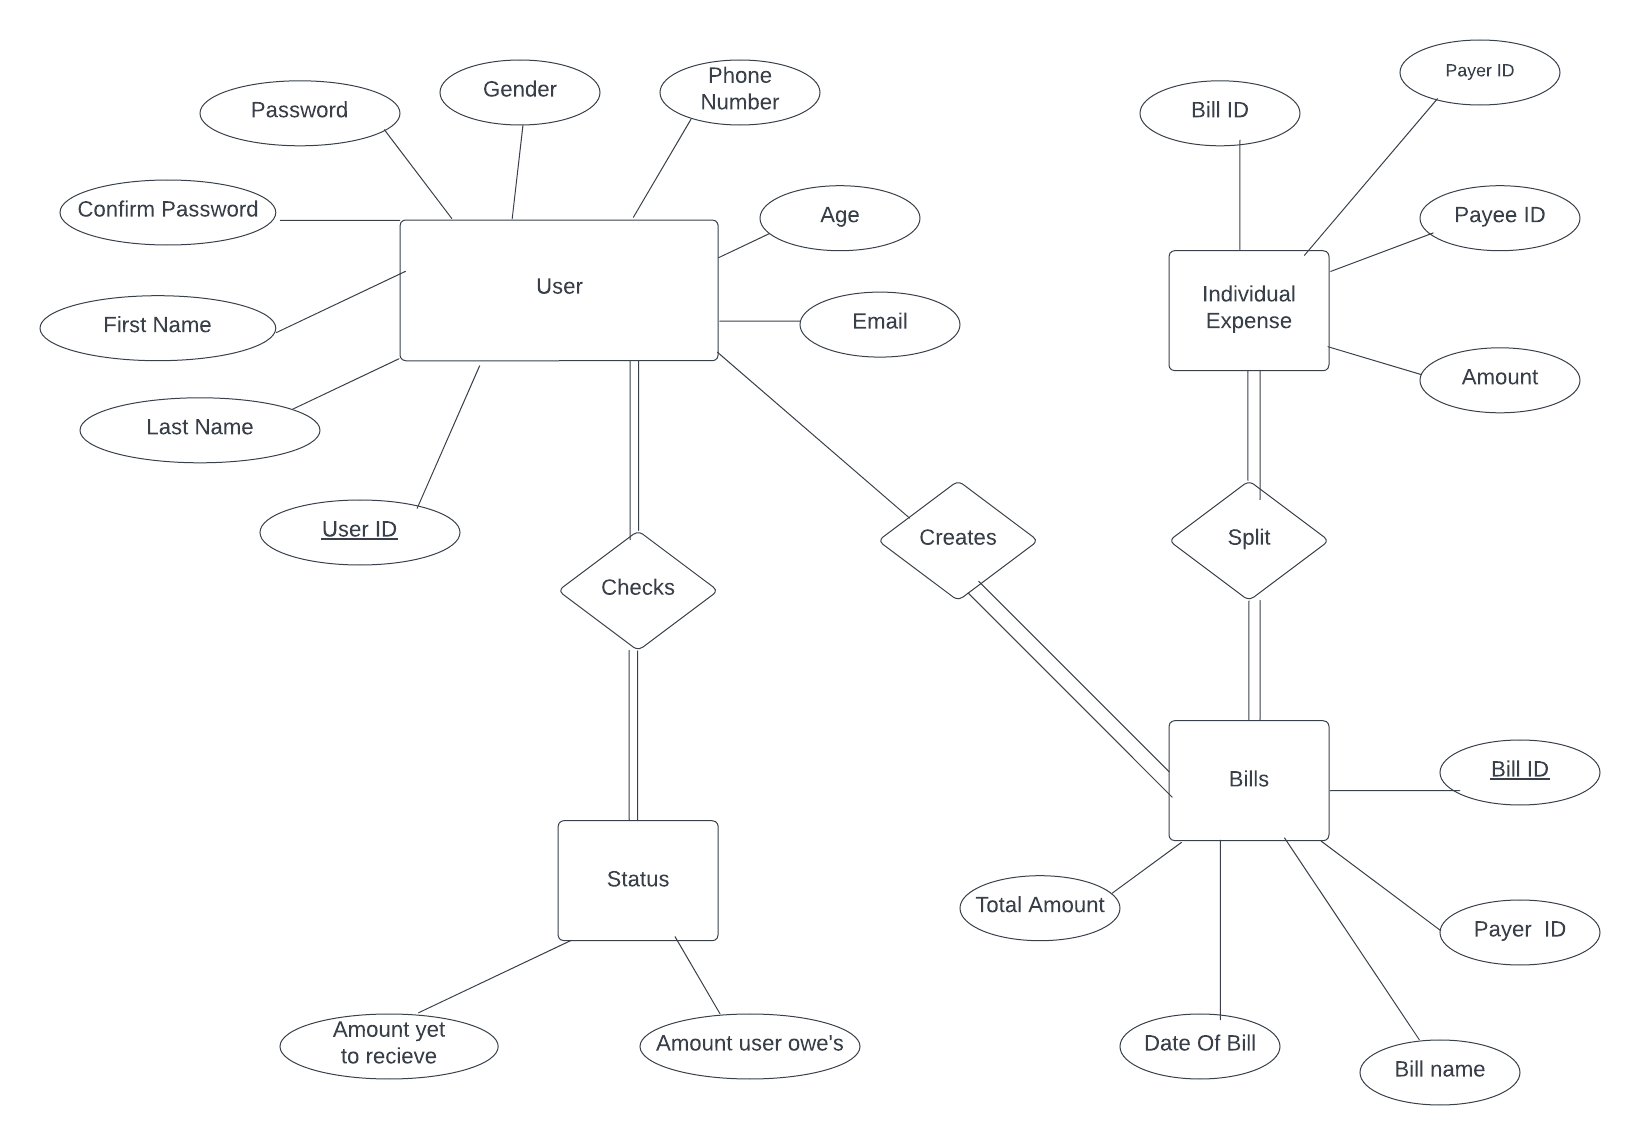 Payer ID
Gender
Phone
Number
Password
Bill ID
Confirm Password
Age
Payee ID
User
Individual
Expense
First Name
Email
Amount
Last Name
User ID
Creates
Split
Checks
Bills
Bill ID
Status
Total Amount
Payer  ID
Amount yet
to recieve
Amount user owe's
Date Of Bill
Bill name